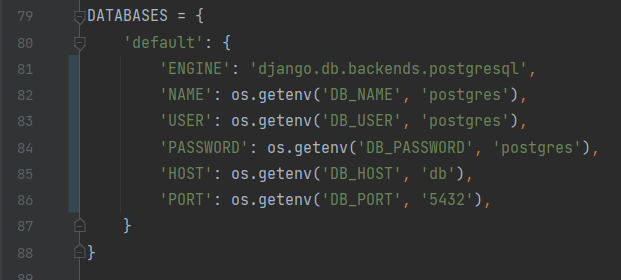 79 DATABASES = {
80 'default': {
81 'ENGINE': 'django.db.backends.postgresql',
82 'NAME': os.getenv('DB_NAME', 'postgres'),
83 'USER': os.getenv('DB_USER', 'postgres'),
84 'PASSWORD': os.getenv('DB_PASSWORD', 'postgres'),
85 'HOST': os.getenv('DB_HOST', 'db'),
86 'PORT': os.getenv('DB_PORT', '5432'),
87 }
88 }
89